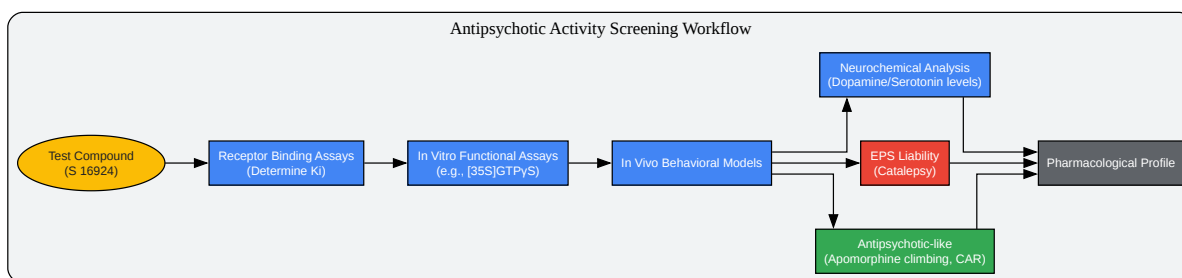 Antipsychotic Activity Screening Workflow
Neurochemical Analysis
(Dopamine/Serotonin levels)
Test Compound
(S 16924)
Receptor Binding Assays
(Determine Ki)
In Vitro Functional Assays
(e.g., [35S]GTPγS)
In Vivo Behavioral Models
EPS Liability
(Catalepsy)
Pharmacological Profile
Antipsychotic-like
(Apomorphine climbing, CAR)